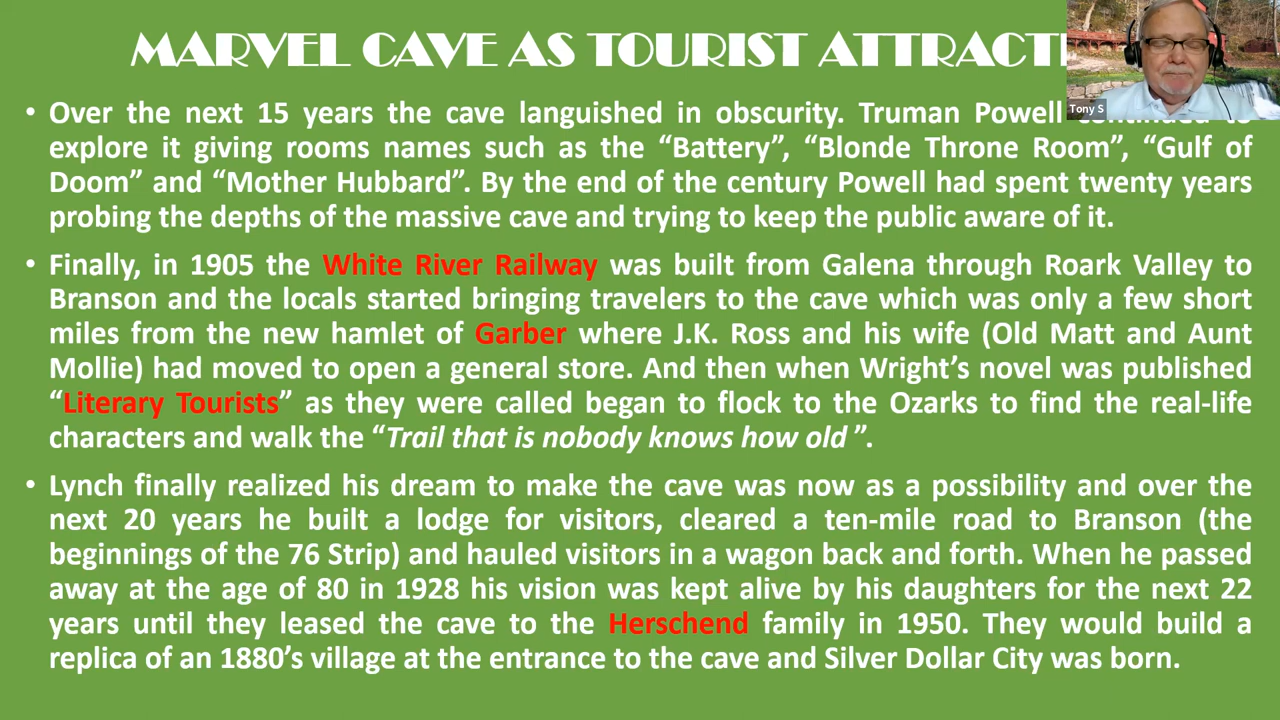 MARVEL CAVE AS TOURIST ATTRACTI
• Over the next 15 years the cave languished in obscurity. Truman Powell continued to
explore it giving rooms names such as the “Battery”, “Blonde Throne Room”, “Gulf of
Doom” and “Mother Hubbard”. By the end of the century Powell had spent twenty years
probing the depths of the massive cave and trying to keep the public aware of it.
• Finally, in 1905 the White River Railway was built from Galena through Roark Valley to
Branson and the locals started bringing travelers to the cave which was only a few short
miles from the new hamlet of Garber where J.K. Ross and his wife (Old Matt and Aunt
Mollie) had moved to open a general store. And then when Wright’s novel was published
“Literary Tourists” as they were called began to flock to the Ozarks to find the real-life
characters and walk the “Trail that is nobody knows how old ”.
• Lynch finally realized his dream to make the cave was now as a possibility and over the
next 20 years he built a lodge for visitors, cleared a ten-mile road to Branson (the
beginnings of the 76 Strip) and hauled visitors in a wagon back and forth. When he passed
away at the age of 80 in 1928 his vision was kept alive by his daughters for the next 22
years until they leased the cave to the Herschend family in 1950. They would build a
replica of an 1880’s village at the entrance to the cave and Silver Dollar City was born.
Tony S